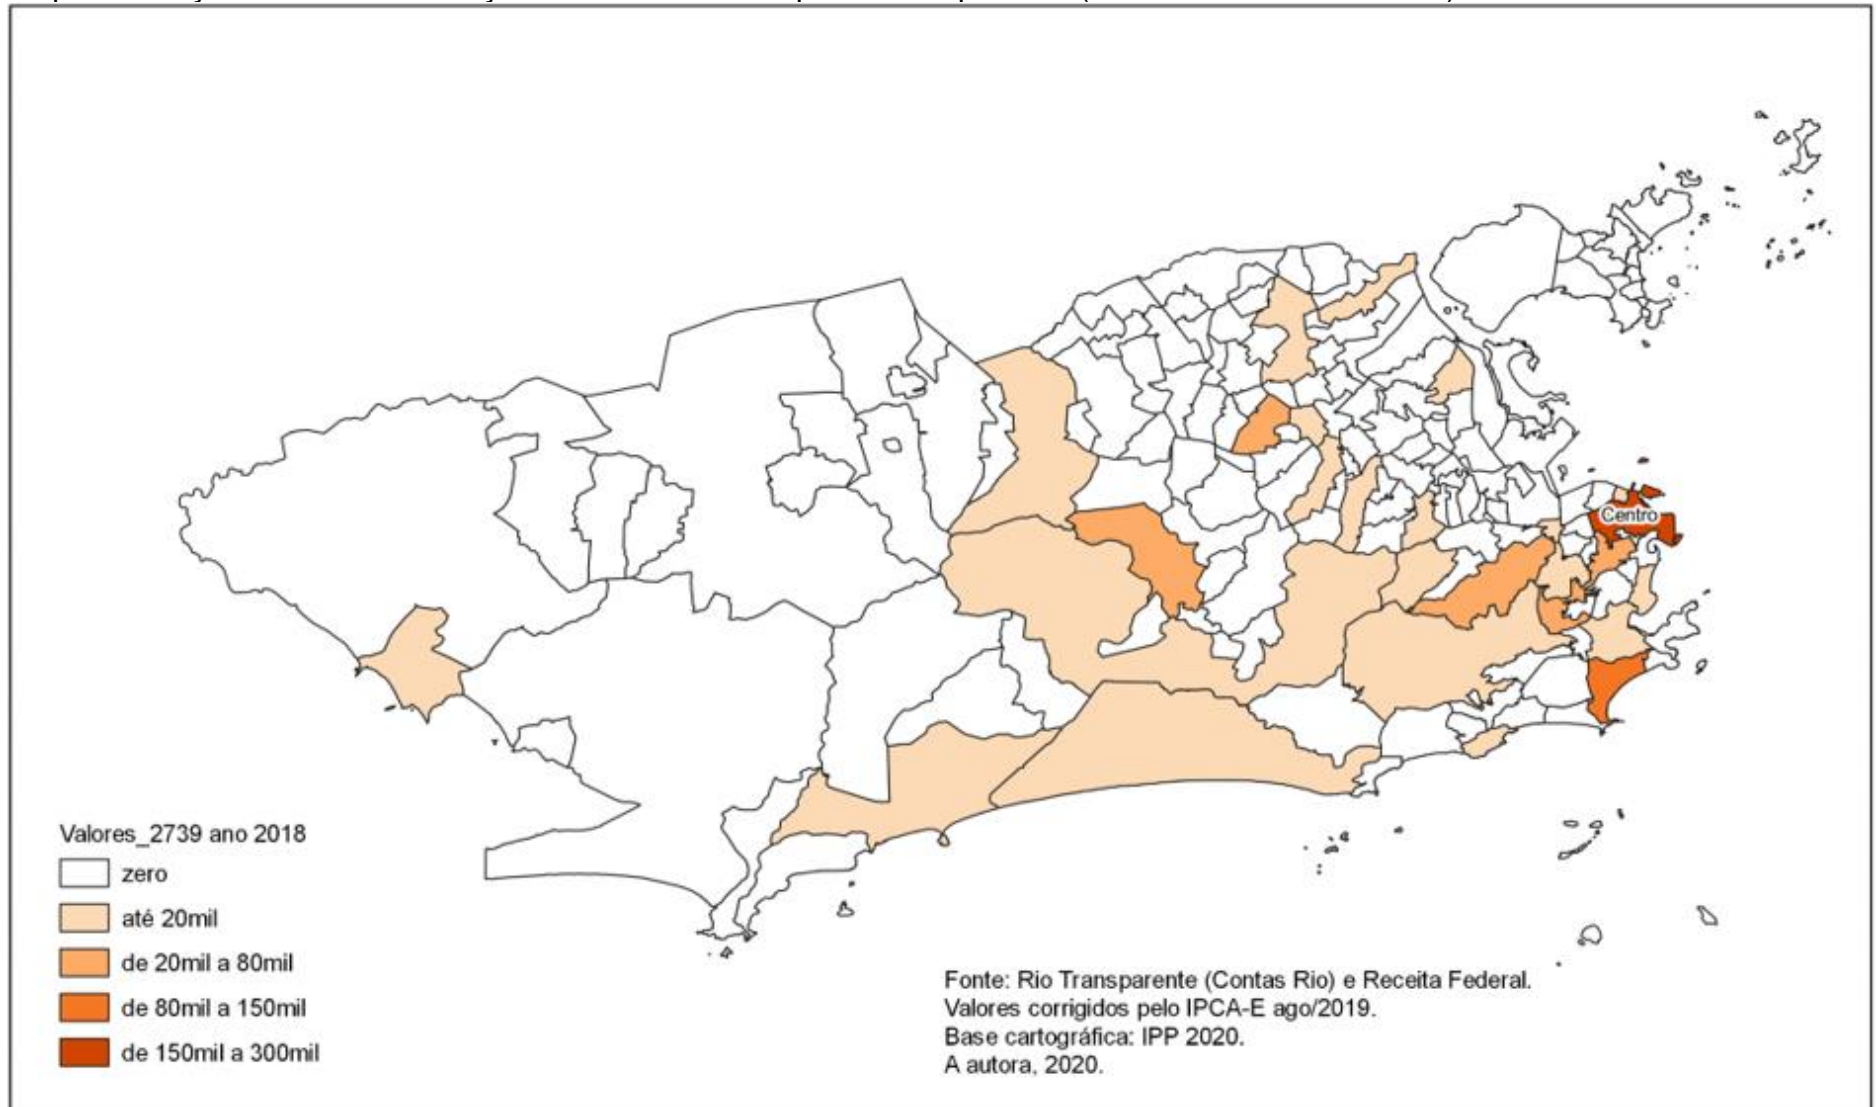 Centro
Valores_2739 ano 2018
zero
até 20mil
de 20mil a 80mil
de 80mil a 150mil
de 150mil a 300mil
Fonte: Rio Transparente (Contas Rio) e Receita Federal.
Valores corrigidos pelo IPCA-E ago/2019.
Base cartográfica: IPP 2020.
A autora, 2020.